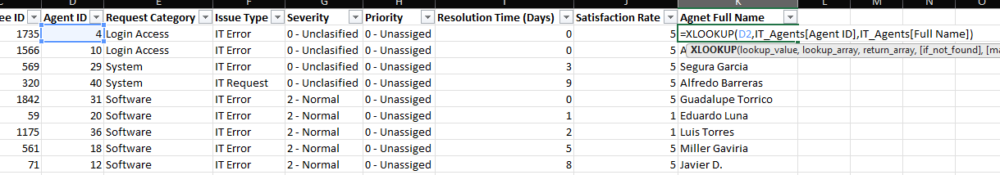 C D E F G H I J K L M N O
ee ID Agent ID Request Category Issue Type Severity Priority Resolution Time (Days) Satisfaction Rate Agnet Full Name
1735 4 Login Access IT Error 0 - Unclasified 0 - Unassiged 0 5 =XLOOKUP(D2,IT_Agents[Agent ID],IT_Agents[Full Name])
1566 10 Login Access IT Error 0 - Unclasified 0 - Unassiged 0 5 A XLOOKUP(lookup_value, lookup_array, return_array, [if_not_found], [ma
569 29 System IT Error 0 - Unclasified 0 - Unassiged 3 5 Segura Garcia
320 40 System IT Request 0 - Unclasified 0 - Unassiged 9 5 Alfredo Barreras
1842 31 Software IT Error 2 - Normal 0 - Unassiged 0 5 Guadalupe Torrico
59 20 Software IT Error 2 - Normal 0 - Unassiged 1 1 Eduardo Luna
1175 36 Software IT Error 2 - Normal 0 - Unassiged 2 1 Luis Torres
561 18 Software IT Error 2 - Normal 0 - Unassiged 5 5 Miller Gaviria
71 12 Software IT Error 2 - Normal 0 - Unassiged 8 5 Javier D.